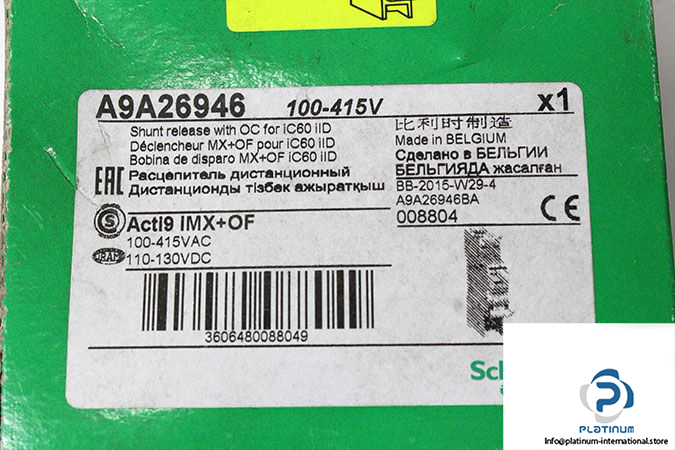 A9A26946 100-415V x1
Shunt release with OC for iC60 iID
Déclencheur MX+OF pour iC60 iID
Bobina de disparo MX+OF iC60 iID
EAC Расцепитель дистанционный
Дистанционды тізбек ажыратқыш
比利时制造
Made in BELGIUM
Сделано в БЕЛЬГИИ
БЕЛЬГИЯДА жасалған
BB-2015-W29-4
A9A26946BA
008804
CE
S Acti9 iMX+OF
100-415VAC
110-130VDC
3606480088049
Sch
PLATINUM
Info@platinum-international.store